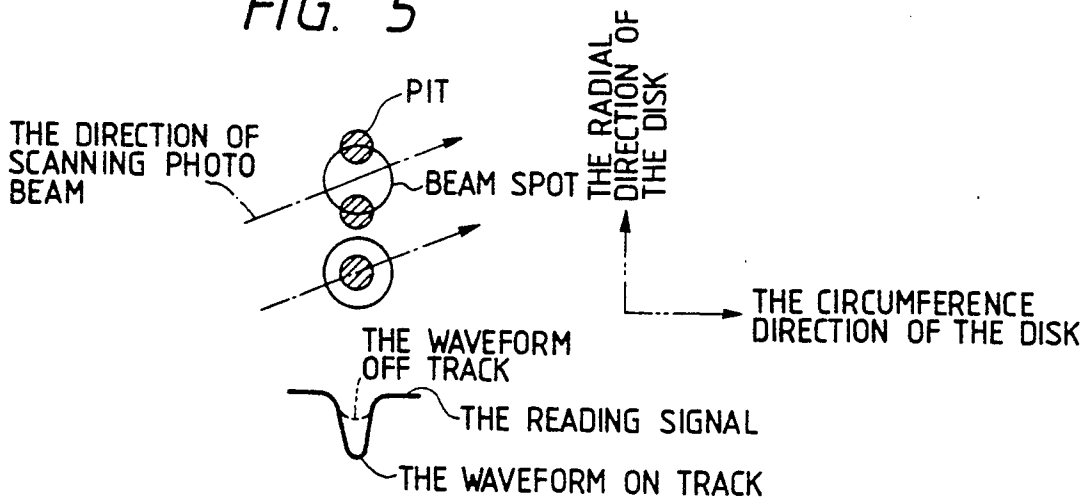 FIG. 5
PIT
THE DIRECTION OF
SCANNING PHOTO
BEAM
BEAM SPOT
THE RADIAL
DIRECTION OF
THE DISK
THE CIRCUMFERENCE
DIRECTION OF THE DISK
THE WAVEFORM
OFF TRACK
THE READING SIGNAL
THE WAVEFORM ON TRACK